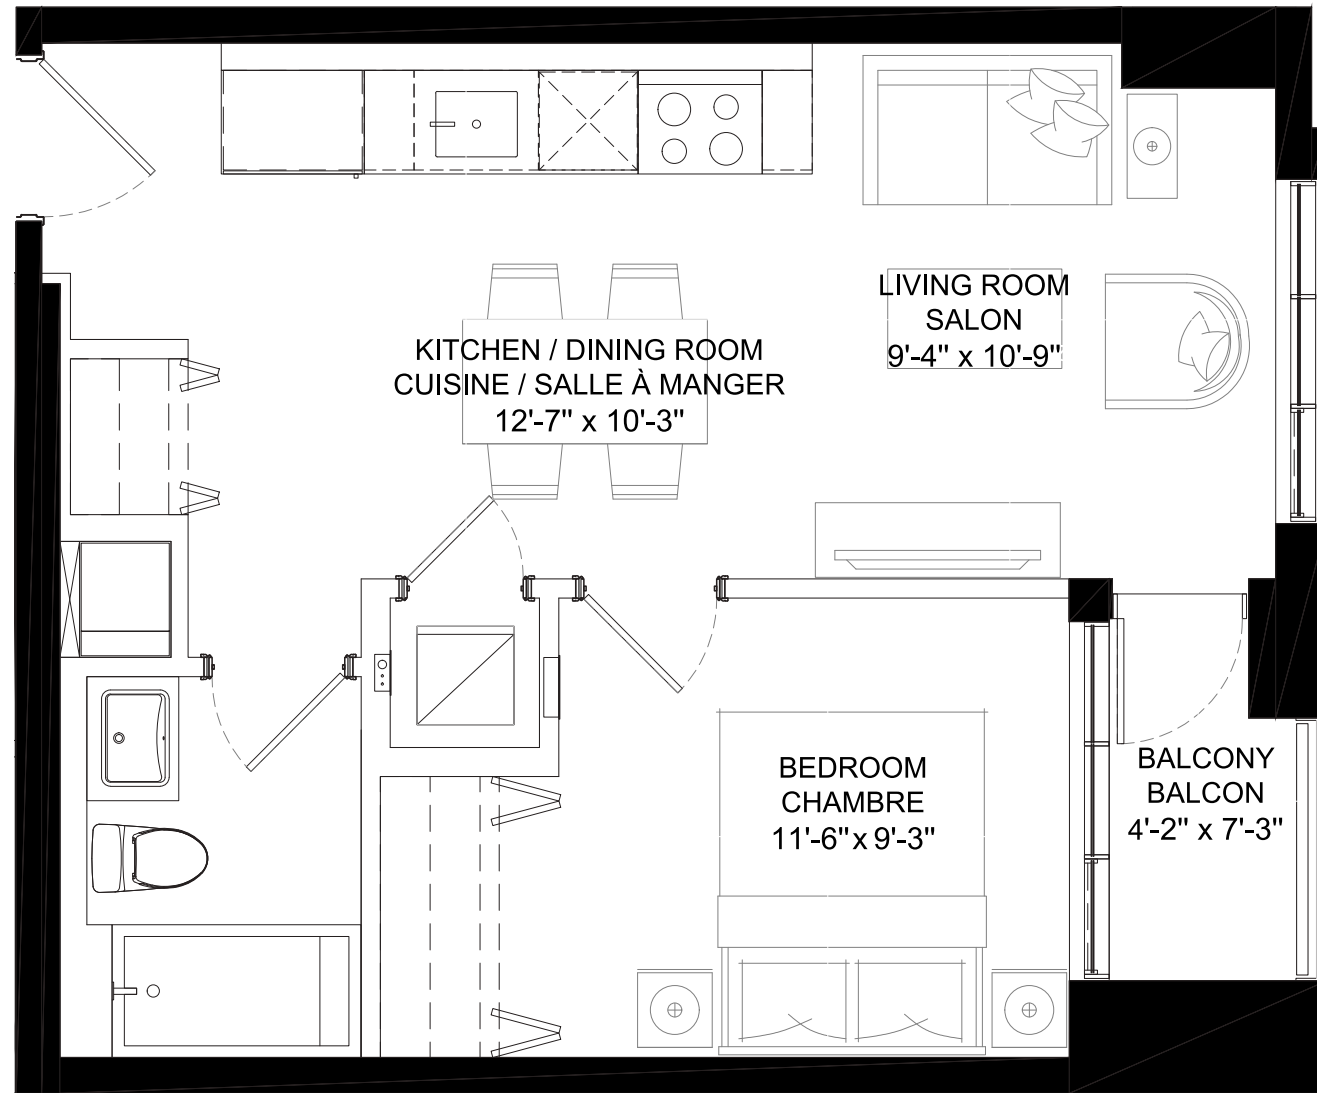 LIVING ROOM
SALON
9'-4" x 10'-9"
KITCHEN / DINING ROOM
CUISINE / SALLE À MANGER
12'-7" x 10'-3"
BEDROOM
CHAMBRE
11'-6" x 9'-3"
BALCONY
BALCON
4'-2" x 7'-3"